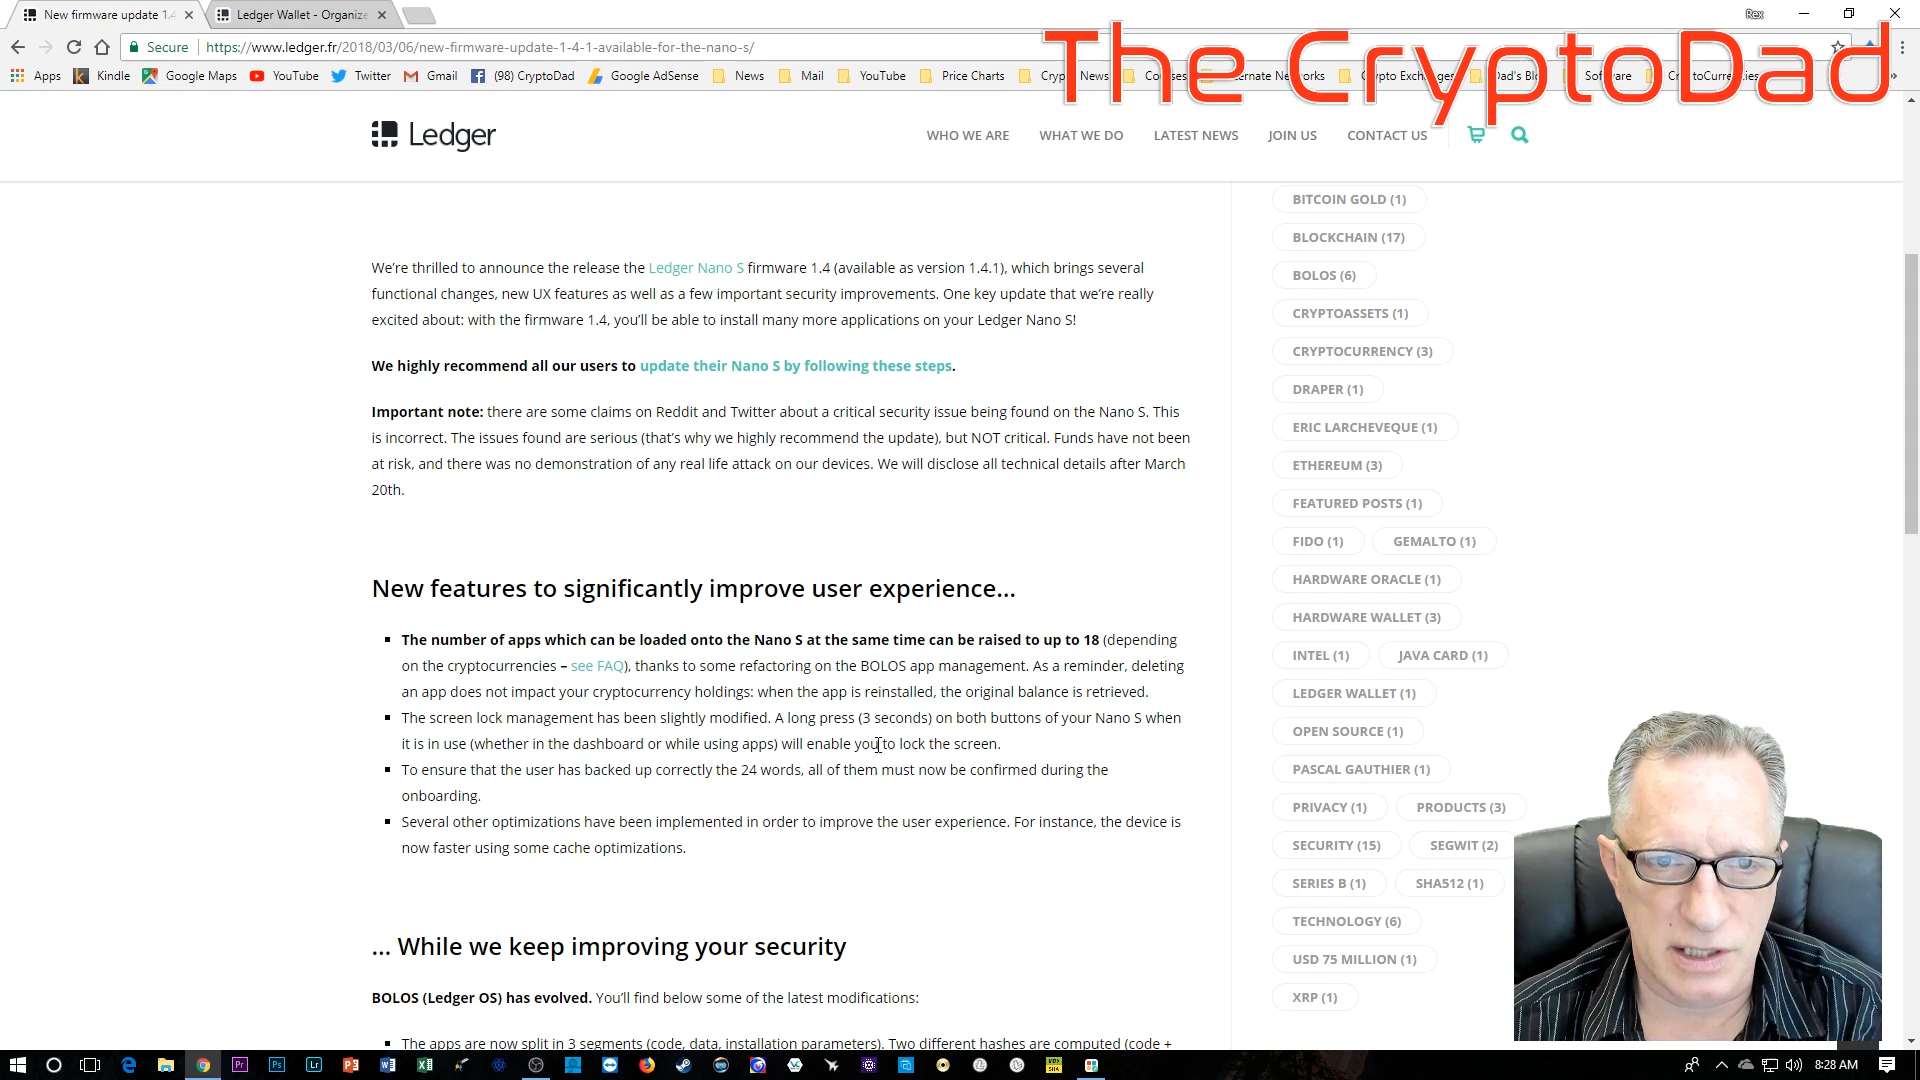 New firmware update 1.4
Ledger Wallet - Organize
Rex
Secure
https://www.ledger.fr/2018/03/06/new-firmware-update-1-4-1-available-for-the-nano-s/
Apps
Kindle
Google Maps
YouTube
Twitter
Gmail
(98) CryptoDad
Google AdSense
News
Mail
YouTube
Price Charts
The CryptoDad
Software
Ledger
WHO WE ARE
WHAT WE DO
LATEST NEWS
JOIN US
CONTACT US
We're thrilled to announce the release the Ledger Nano S firmware 1.4 (available as version 1.4.1), which brings several
functional changes, new UX features as well as a few important security improvements. One key update that we're really
excited about: with the firmware 1.4, you'll be able to install many more applications on your Ledger Nano S!
We highly recommend all our users to update their Nano S by following these steps.
Important note: there are some claims on Reddit and Twitter about a critical security issue being found on the Nano S. This
is incorrect. The issues found are serious (that's why we highly recommend the update), but NOT critical. Funds have not been
at risk, and there was no demonstration of any real life attack on our devices. We will disclose all technical details after March
20th.
New features to significantly improve user experience...
The number of apps which can be loaded onto the Nano S at the same time can be raised to up to 18 (depending
on the cryptocurrencies – see FAQ), thanks to some refactoring on the BOLOS app management. As a reminder, deleting
an app does not impact your cryptocurrency holdings: when the app is reinstalled, the original balance is retrieved.
The screen lock management has been slightly modified. A long press (3 seconds) on both buttons of your Nano S when
it is in use (whether in the dashboard or while using apps) will enable you to lock the screen.
To ensure that the user has backed up correctly the 24 words, all of them must now be confirmed during the
onboarding.
Several other optimizations have been implemented in order to improve the user experience. For instance, the device is
now faster using some cache optimizations.
... While we keep improving your security
BOLOS (Ledger OS) has evolved. You'll find below some of the latest modifications:
The apps are now split in 3 segments (code, data, installation parameters). Two different hashes are computed (code +
BITCOIN GOLD (1)
BLOCKCHAIN (17)
BOLOS (6)
CRYPTOASSETS (1)
CRYPTOCURRENCY (3)
DRAPER (1)
ERIC LARCHEVEQUE (1)
ETHEREUM (3)
FEATURED POSTS (1)
FIDO (1) GEMALTO (1)
HARDWARE ORACLE (1)
HARDWARE WALLET (3)
INTEL (1) JAVA CARD (1)
LEDGER WALLET (1)
OPEN SOURCE (1)
PASCAL GAUTHIER (1)
PRIVACY (1) PRODUCTS (3)
SECURITY (15) SEGWIT (2)
SERIES B (1) SHA512 (1)
TECHNOLOGY (6)
USD 75 MILLION (1)
XRP (1)
8:28 AM